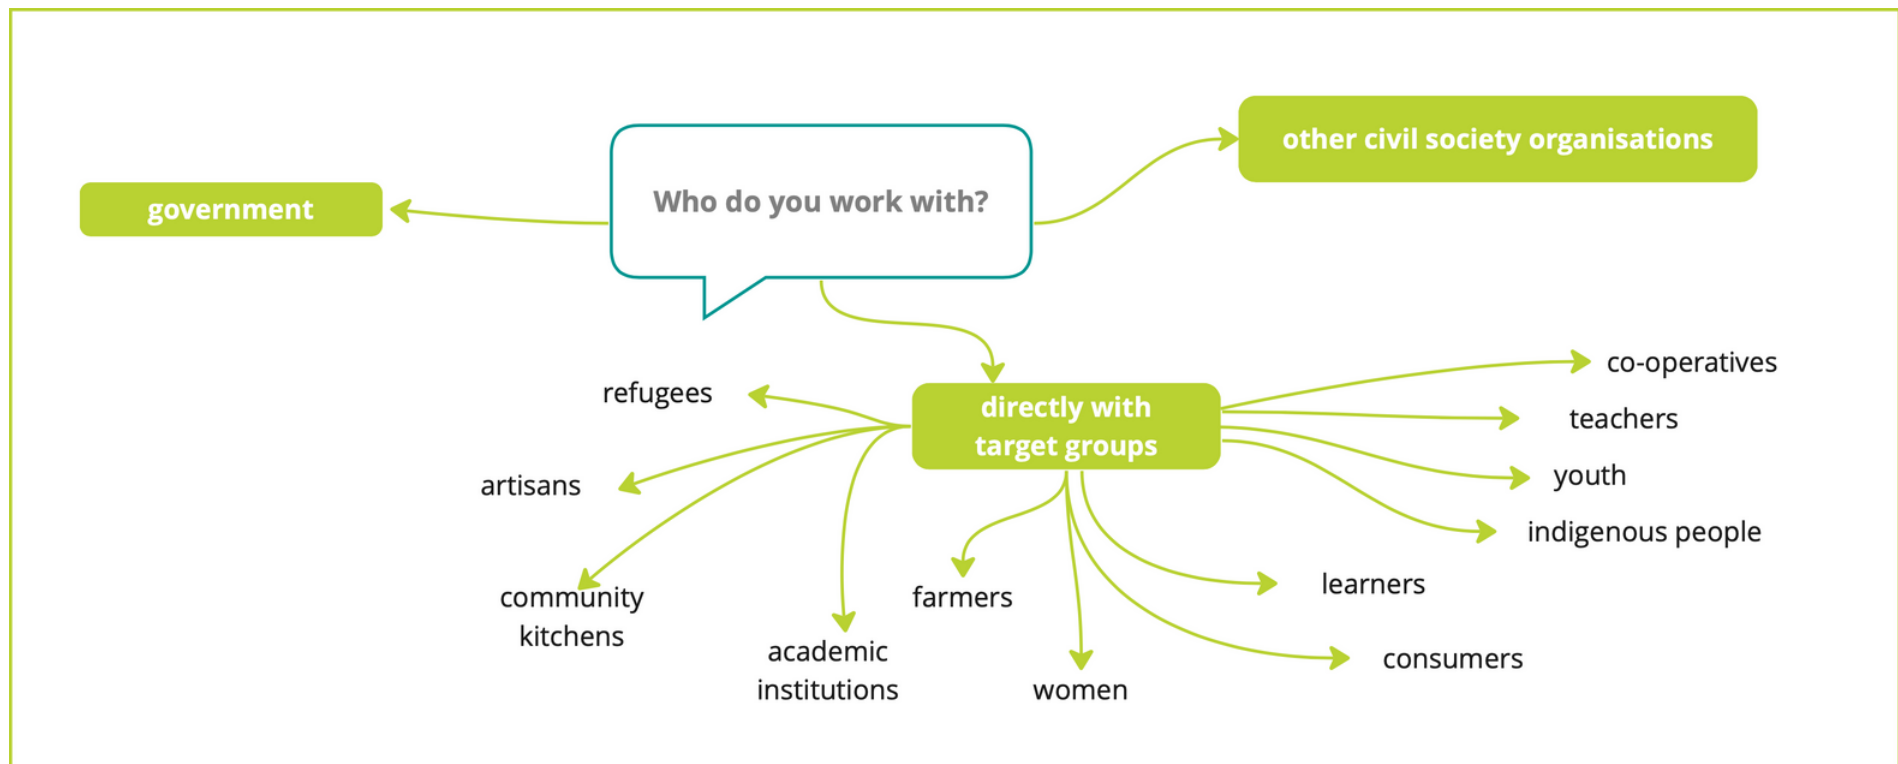 other civil society organisations
Who do you work with?
government
co-operatives
refugees
directly with
target groups
teachers
youth
artisans
indigenous people
learners
community
kitchens
farmers
academic
institutions
consumers
women